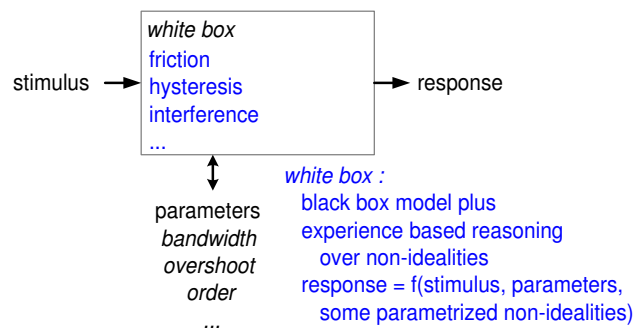 white box
friction
hysteresis
interference
...
stimulus
response
parameters
bandwidth
overshoot
order
...
white box :
black box model plus
experience based reasoning
over non-idealities
response = f(stimulus, parameters,
some parametrized non-idealities)